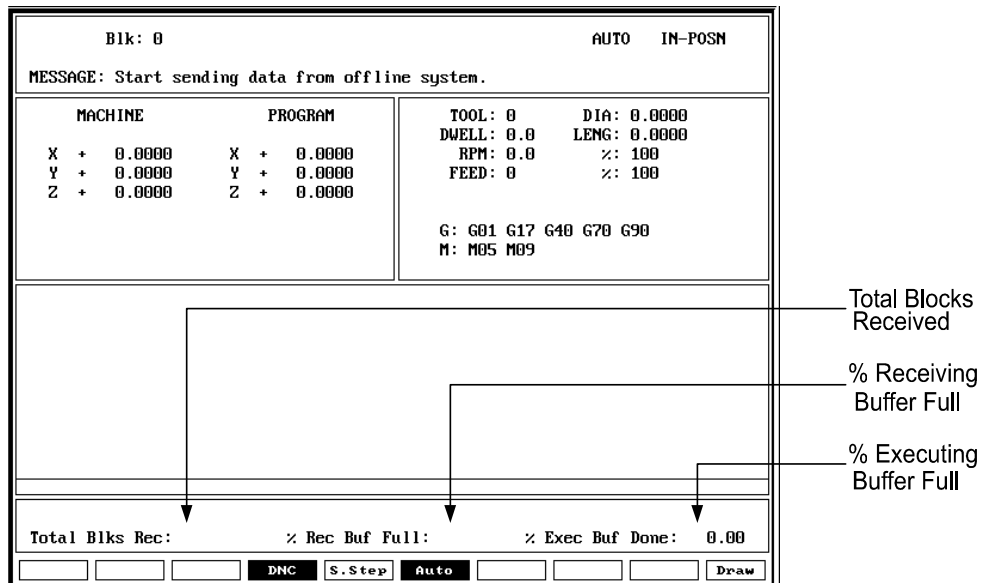 Blk: 0 AUTO IN-POSN
MESSAGE: Start sending data from offline system.
MACHINE PROGRAM
X + 0.0000 X + 0.0000
Y + 0.0000 Y + 0.0000
Z + 0.0000 Z + 0.0000
TOOL: 0 DIA: 0.0000
DWELL: 0.0 LENG: 0.0000
RPM: 0.0 %: 100
FEED: 0 %: 100
G: G01 G17 G40 G70 G90
M: M05 M09
Total Blocks
Received
% Receiving
Buffer Full
% Executing
Buffer Full
Total Blks Rec: % Rec Buf Full: % Exec Buf Done: 0.00
DNC S.Step Auto Draw